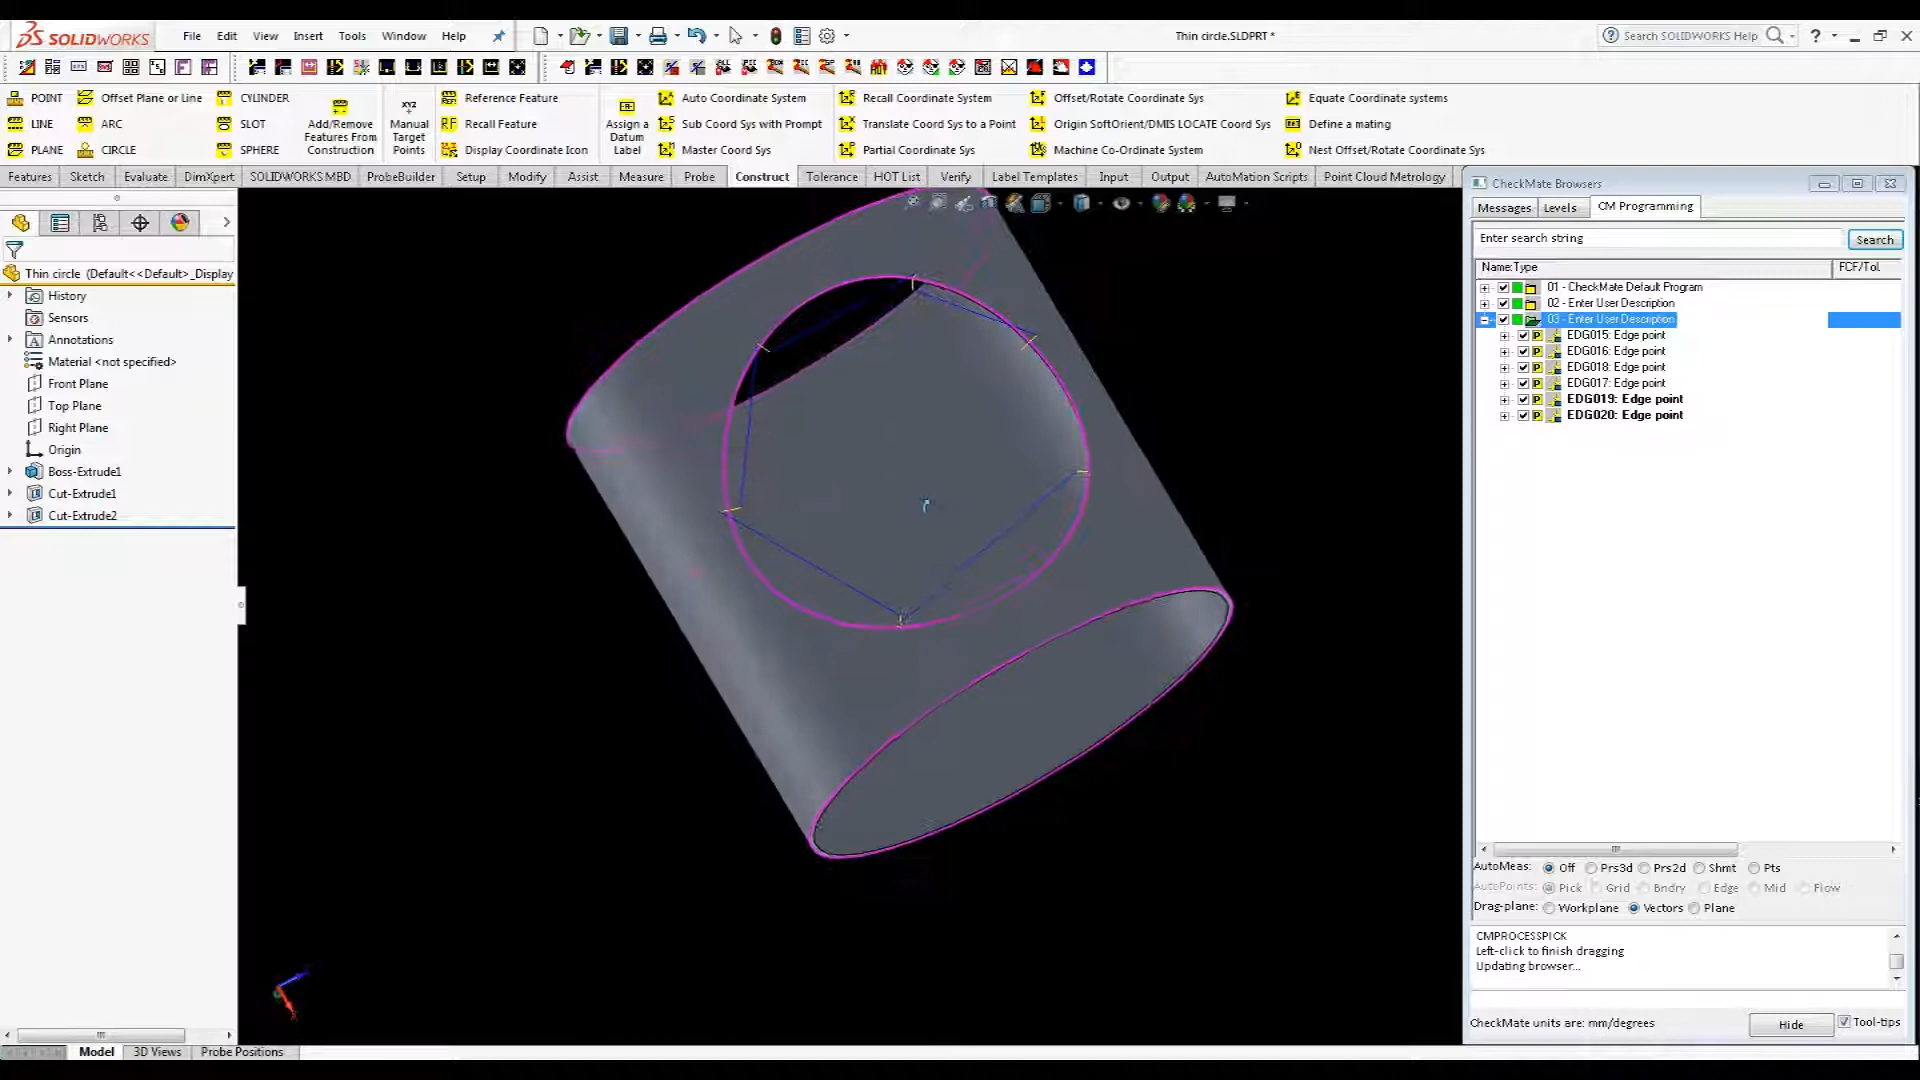 SOLIDWORKS File Edit View Insert Tools Window Help Thin circle.SLDPRT * Search SOLIDWORKS Help ?
POINT Offset Plane or Line CYLINDER Reference Feature Auto Coordinate System Recall Coordinate System Offset/Rotate Coordinate Sys Equate Coordinate systems
LINE ARC SLOT Recall Feature Sub Coord Sys with Prompt Translate Coord Sys to a Point Origin SoftOrient/DMIS LOCATE Coord Sys Define a mating
PLANE CIRCLE SPHERE Display Coordinate Icon Master Coord Sys Partial Coordinate Sys Machine Co-Ordinate System Nest Offset/Rotate Coordinate Sys
Add/Remove
Features From
Construction
XYZ
Manual
Target
Points
RF
Assign a
Datum
Label
Features Sketch Evaluate DimXpert SOLIDWORKS MBD ProbeBuilder Setup Modify Assist Measure Probe Construct Tolerance HOT List Verify Label Templates Input Output AutoMation Scripts Point Cloud Metrology
Thin circle (Default<<Default>_Display
History
Sensors
Annotations
Material <not specified>
Front Plane
Top Plane
Right Plane
Origin
Boss-Extrude1
Cut-Extrude1
Cut-Extrude2
CheckMate Browsers
Messages Levels CM Programming
Enter search string Search
Name:Type FCF/Tol
01 - CheckMate Default Program
02 - Enter User Description
03 - Enter User Description
EDG015: Edge point
EDG016: Edge point
EDG018: Edge point
EDG017: Edge point
EDG019: Edge point
EDG020: Edge point
AutoMeas: Off Prs3d Prs2d Shmt Pts
AutoPoints: Pick Grid Bndry Edge Mid Flow
Drag-plane: Workplane Vectors Plane
CMPROCESSPICK
Left-click to finish dragging
Updating browser...
CheckMate units are: mm/degrees Hide Tool-tips
Model 3D Views Probe Positions